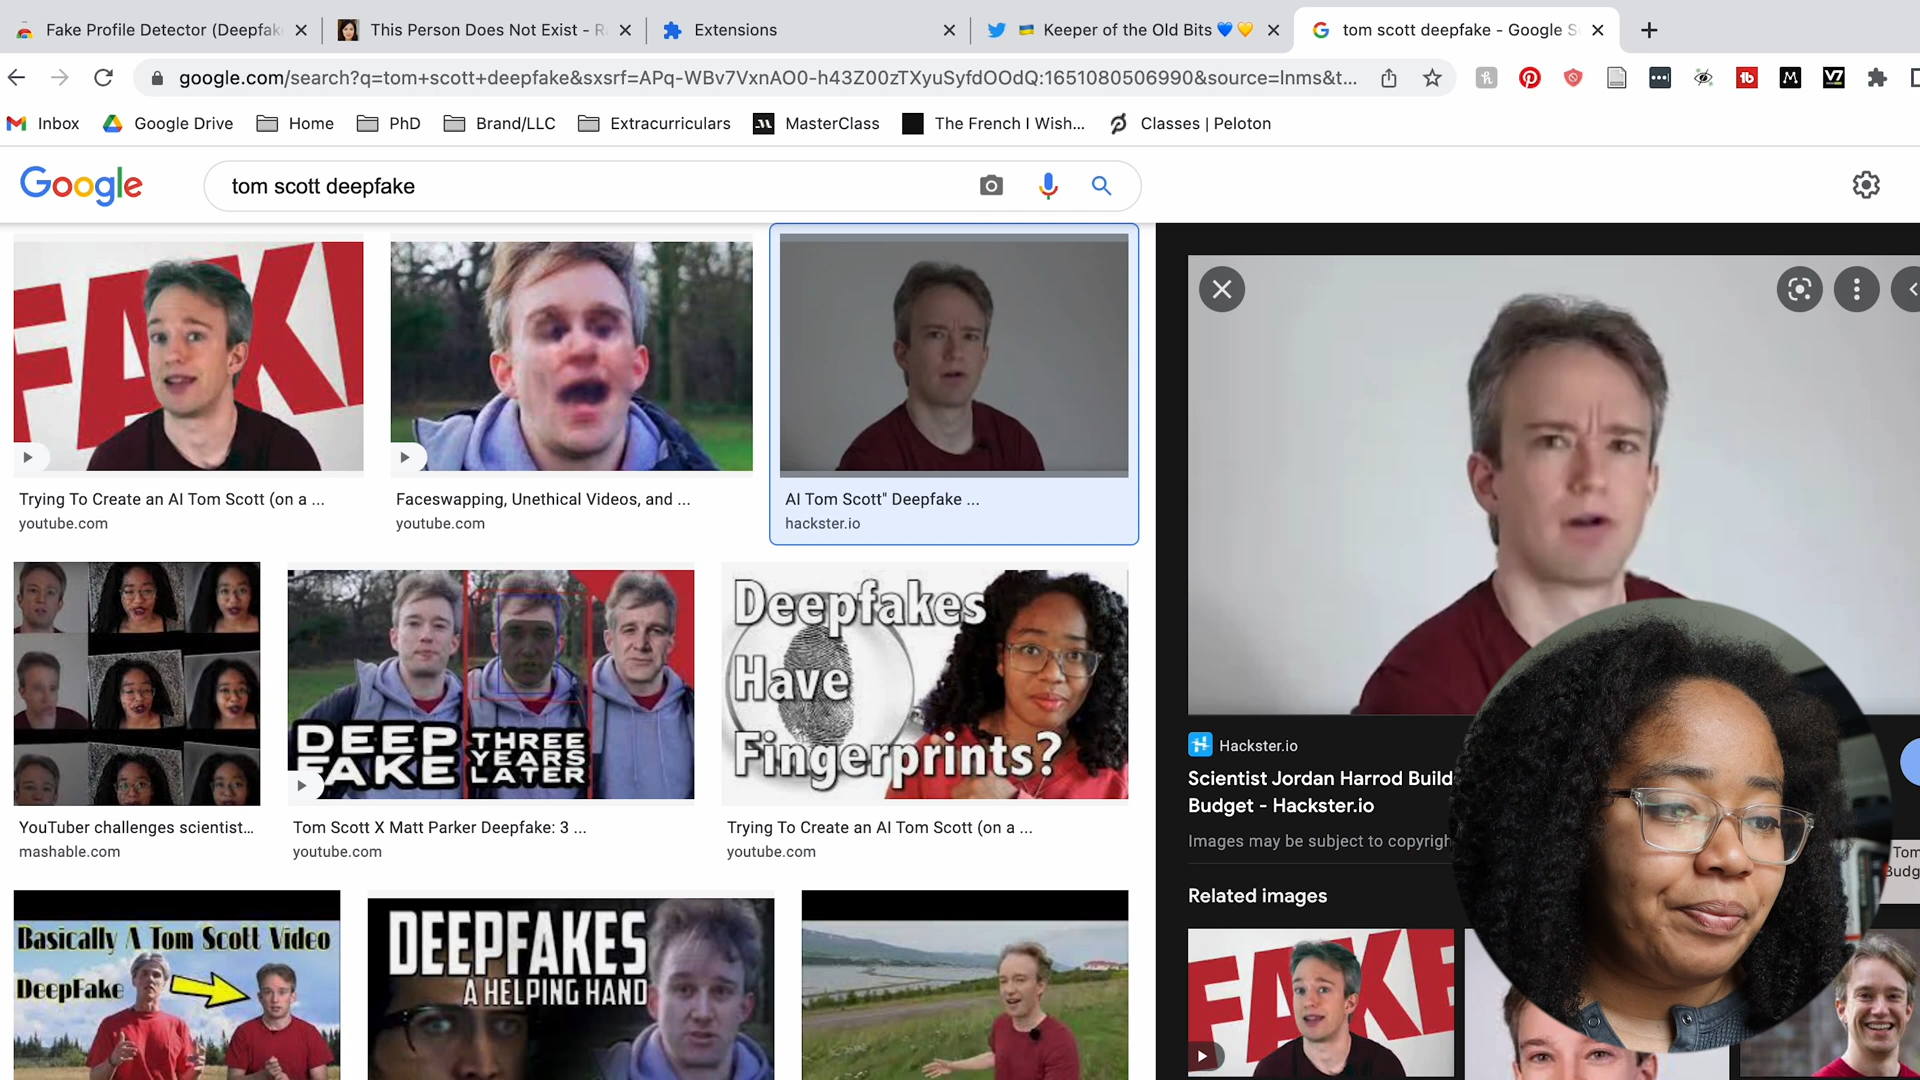 Fake Profile Detector (Deepfak
This Person Does Not Exist - R
Extensions
Keeper of the Old Bits
tom scott deepfake - Google S
google.com/search?q=tom+scott+deepfake&sxsrf=APq-WBv7VxnAO0-h43Z00zTXyuSyfdOOdQ:1651080506990&source=lnms&t...
Inbox
Google Drive
Home
PhD
Brand/LLC
Extracurriculars
MasterClass
The French I Wish...
Classes | Peloton
Google
tom scott deepfake
FAKE
Trying To Create an AI Tom Scott (on a ...
youtube.com
Faceswapping, Unethical Videos, and ...
youtube.com
AI Tom Scott" Deepfake ...
hackster.io
DEEP
FAKE
THREE
YEARS
LATER
Deepfakes
Have
Fingerprints?
YouTuber challenges scientist...
mashable.com
Tom Scott X Matt Parker Deepfake: 3 ...
youtube.com
Trying To Create an AI Tom Scott (on a ...
youtube.com
Basically A Tom Scott Video
DeepFake
DEEPFAKES
A HELPING HAND
Hackster.io
Scientist Jordan Harrod Build
Budget - Hackster.io
Images may be subject to copyrigh
Tom
Budg
Related images
FAKE